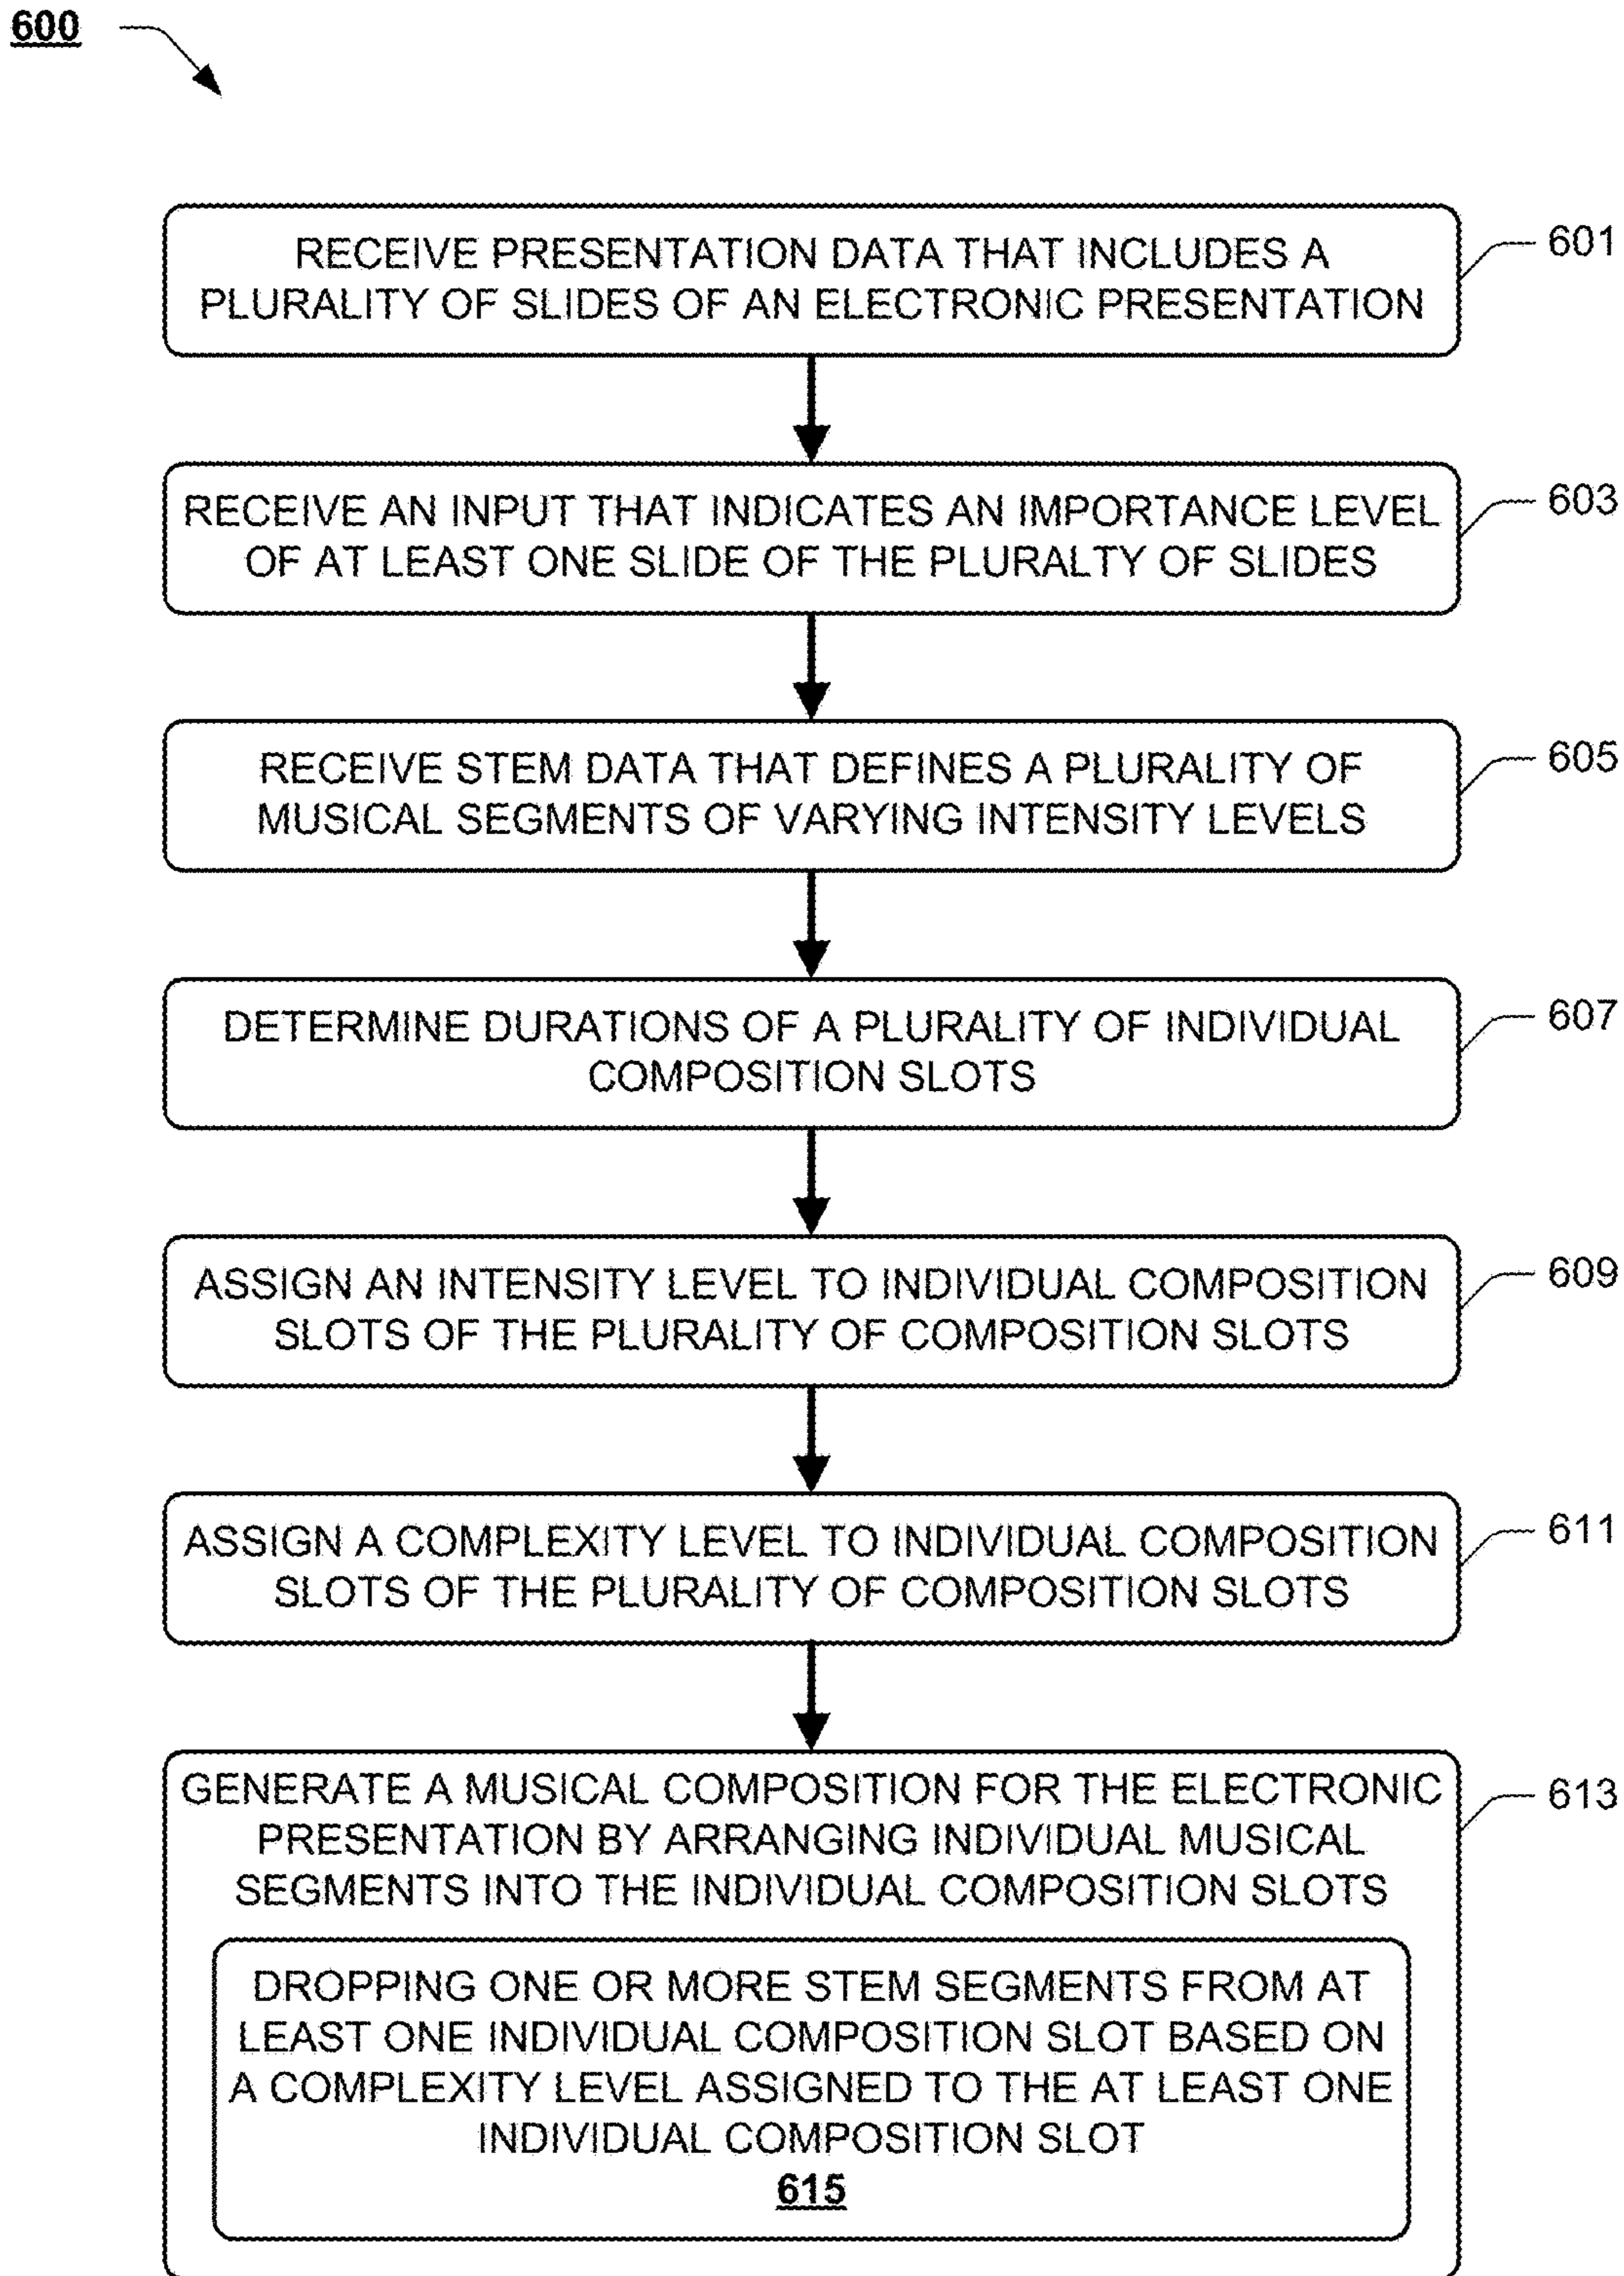 600
RECEIVE PRESENTATION DATA THAT INCLUDES A
PLURALITY OF SLIDES OF AN ELECTRONIC PRESENTATION
601
RECEIVE AN INPUT THAT INDICATES AN IMPORTANCE LEVEL
OF AT LEAST ONE SLIDE OF THE PLURALTY OF SLIDES
603
RECEIVE STEM DATA THAT DEFINES A PLURALITY OF
MUSICAL SEGMENTS OF VARYING INTENSITY LEVELS
605
DETERMINE DURATIONS OF A PLURALITY OF INDIVIDUAL
COMPOSITION SLOTS
607
ASSIGN AN INTENSITY LEVEL TO INDIVIDUAL COMPOSITION
SLOTS OF THE PLURALITY OF COMPOSITION SLOTS
609
ASSIGN A COMPLEXITY LEVEL TO INDIVIDUAL COMPOSITION
SLOTS OF THE PLURALITY OF COMPOSITION SLOTS
611
GENERATE A MUSICAL COMPOSITION FOR THE ELECTRONIC
PRESENTATION BY ARRANGING INDIVIDUAL MUSICAL
SEGMENTS INTO THE INDIVIDUAL COMPOSITION SLOTS
613
DROPPING ONE OR MORE STEM SEGMENTS FROM AT
LEAST ONE INDIVIDUAL COMPOSITION SLOT BASED ON
A COMPLEXITY LEVEL ASSIGNED TO THE AT LEAST ONE
INDIVIDUAL COMPOSITION SLOT
615